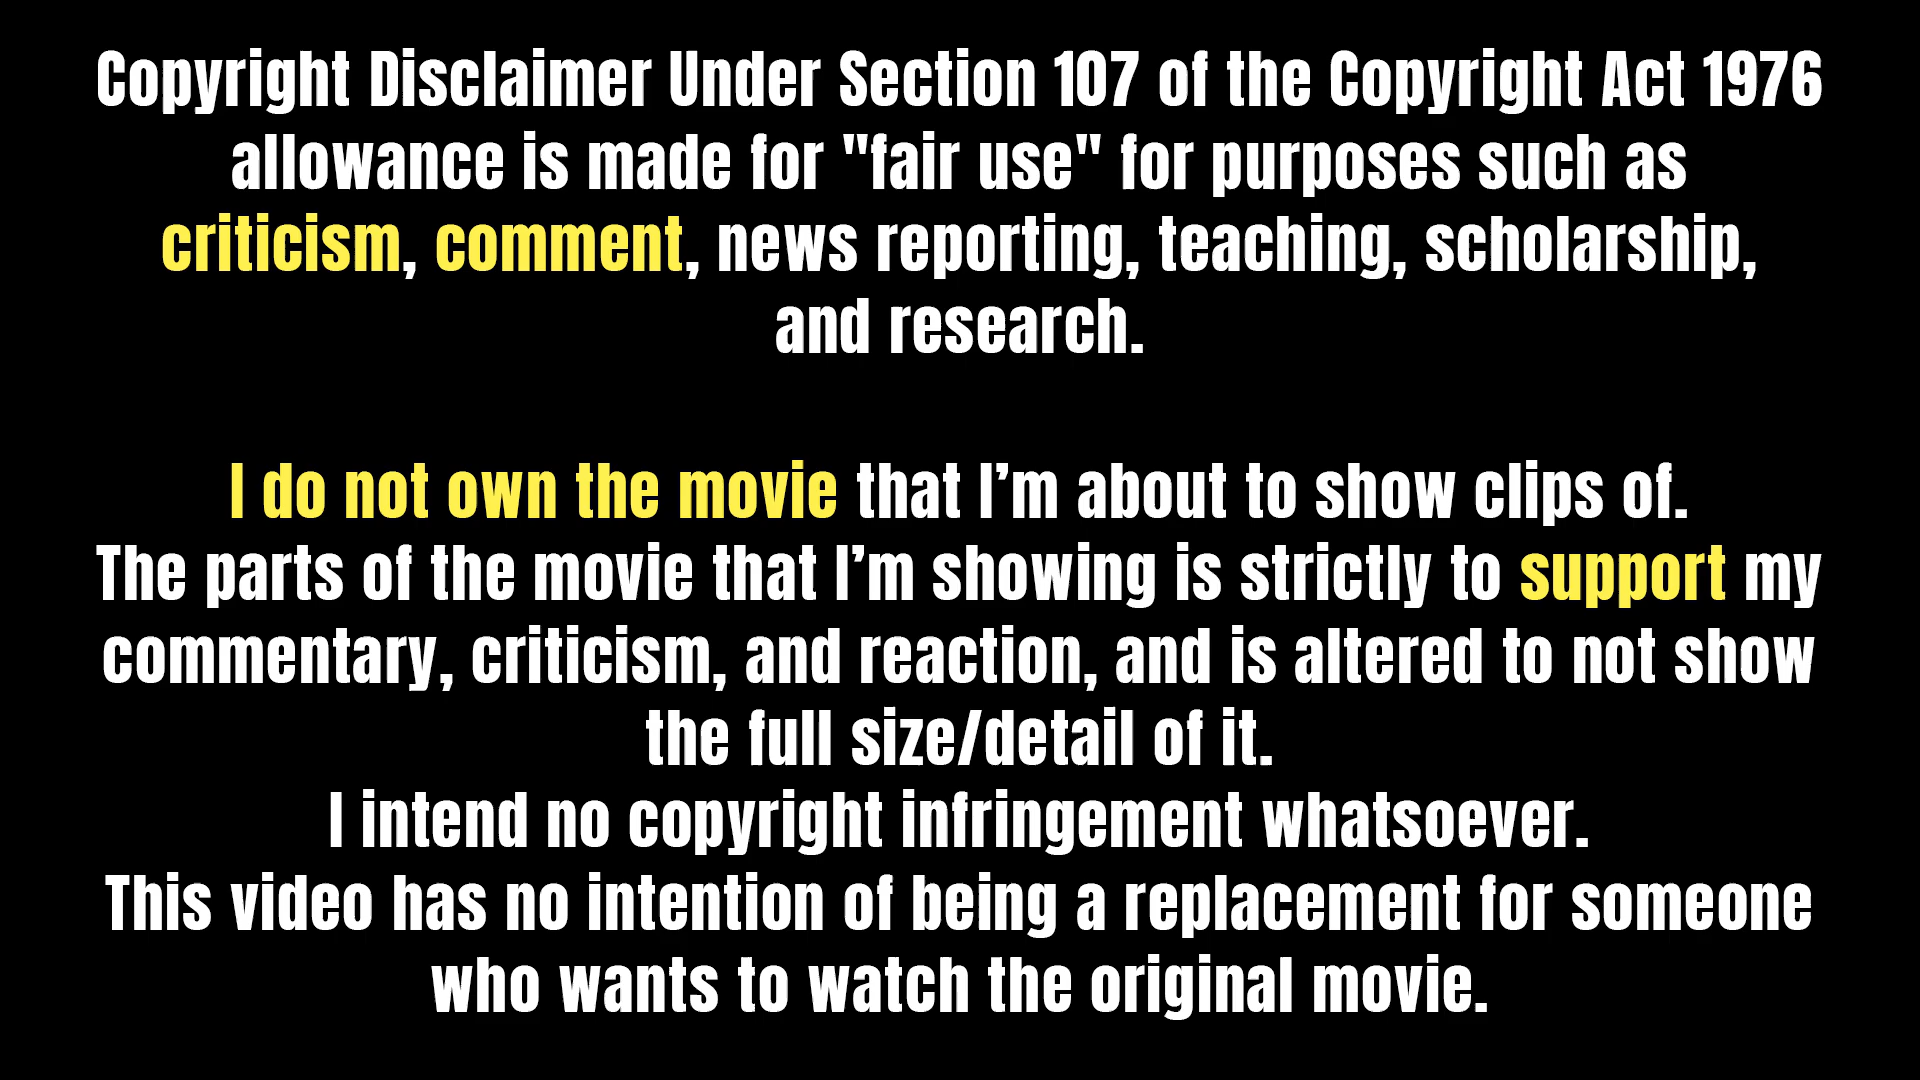 Copyright Disclaimer Under Section 107 of the Copyright Act 1976
allowance is made for "fair use" for purposes such as
criticism, comment, news reporting, teaching, scholarship,
and research.
I do not own the movie that I’m about to show clips of.
The parts of the movie that I’m showing is strictly to support my
commentary, criticism, and reaction, and is altered to not show
the full size/detail of it.
I intend no copyright infringement whatsoever.
This video has no intention of being a replacement for someone
who wants to watch the original movie.